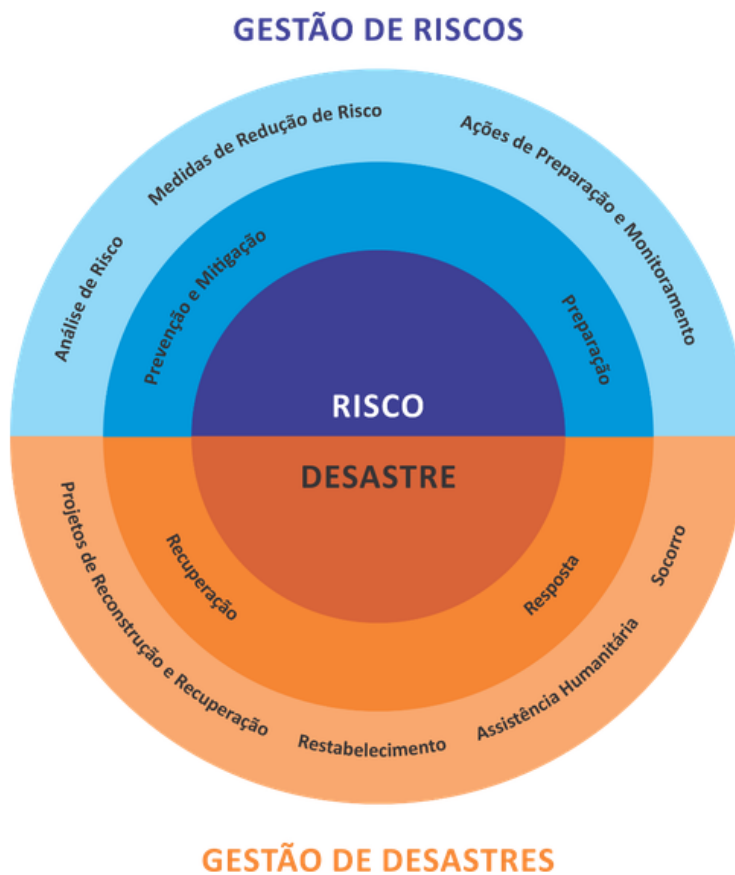 GESTÃO DE RISCOS
Medidas de Redução de Risco
Ações de Preparação e Monitoramento
Análise de Risco
Prevenção e Mitigação
Preparação
RISCO
DESASTRE
Projetos de Reconstrução e Recuperação
Recuperação
Resposta
Socorro
Assistência Humanitária
Restabelecimento
GESTÃO DE DESASTRES